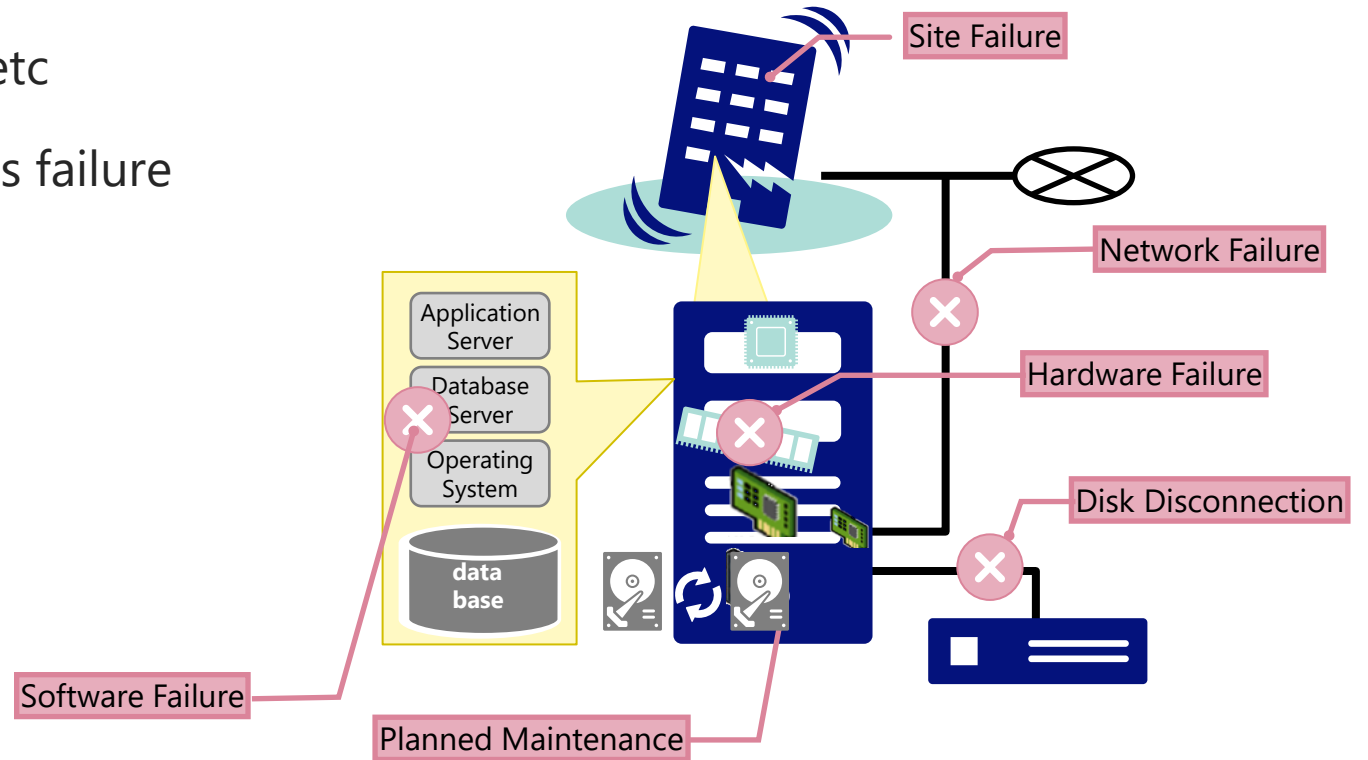 etc
s failure
Site Failure
Network Failure
Application
Server
Database
Server
Operating
System
data
base
Hardware Failure
Disk Disconnection
Software Failure
Planned Maintenance